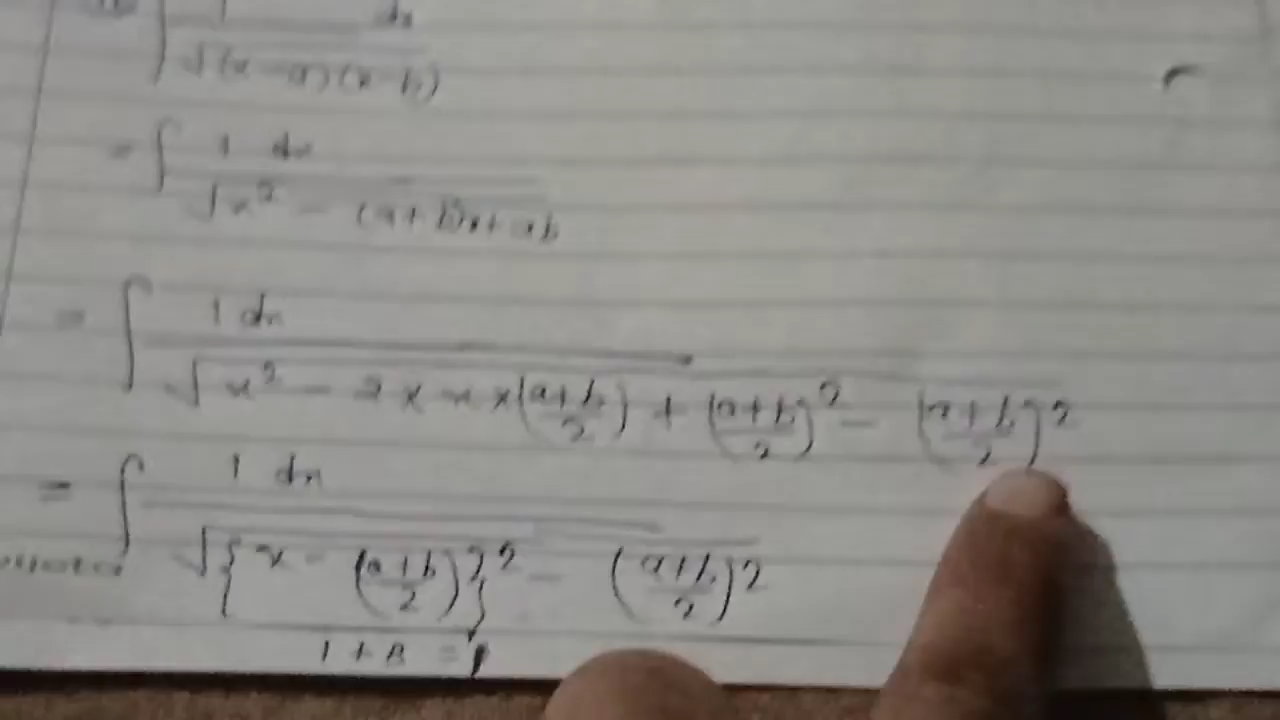 ∫ 1 dx / √(x-a)(x-b)
= ∫ 1 dx / √x² - (a+b)x+ab
= ∫ 1 dx / √x² - 2 × x × ((a+b)/2) + ((a+b)/2)² - ((a+b)/2)²
= ∫ 1 dx / √{x - ((a+b)/2)}² - ((a+b)/2)²